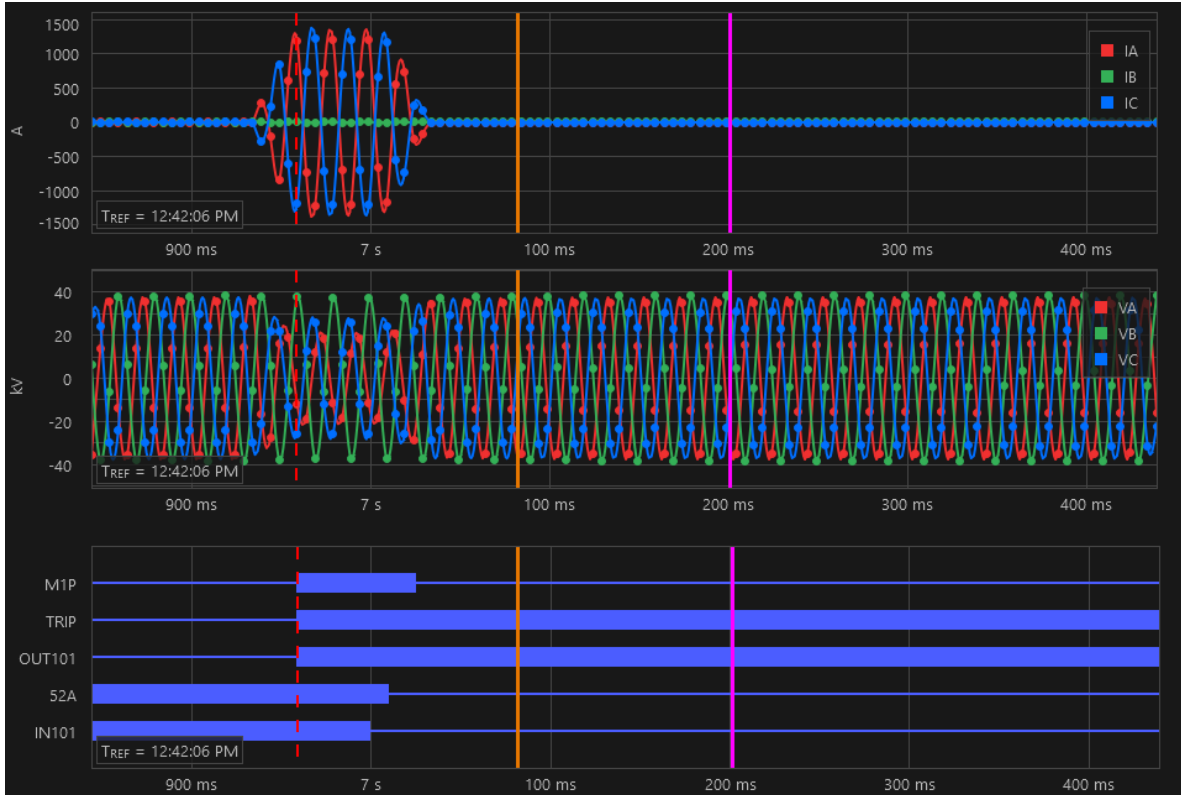 1500
1000
500
0
-500
-1000
-1500
A
IA
IB
IC
TREF = 12:42:06 PM
900 ms
7 s
100 ms
200 ms
300 ms
400 ms
40
20
0
-20
-40
kV
VA
VB
VC
TREF = 12:42:06 PM
900 ms
7 s
100 ms
200 ms
300 ms
400 ms
M1P
TRIP
OUT101
52A
IN101
TREF = 12:42:06 PM
900 ms
7 s
100 ms
200 ms
300 ms
400 ms